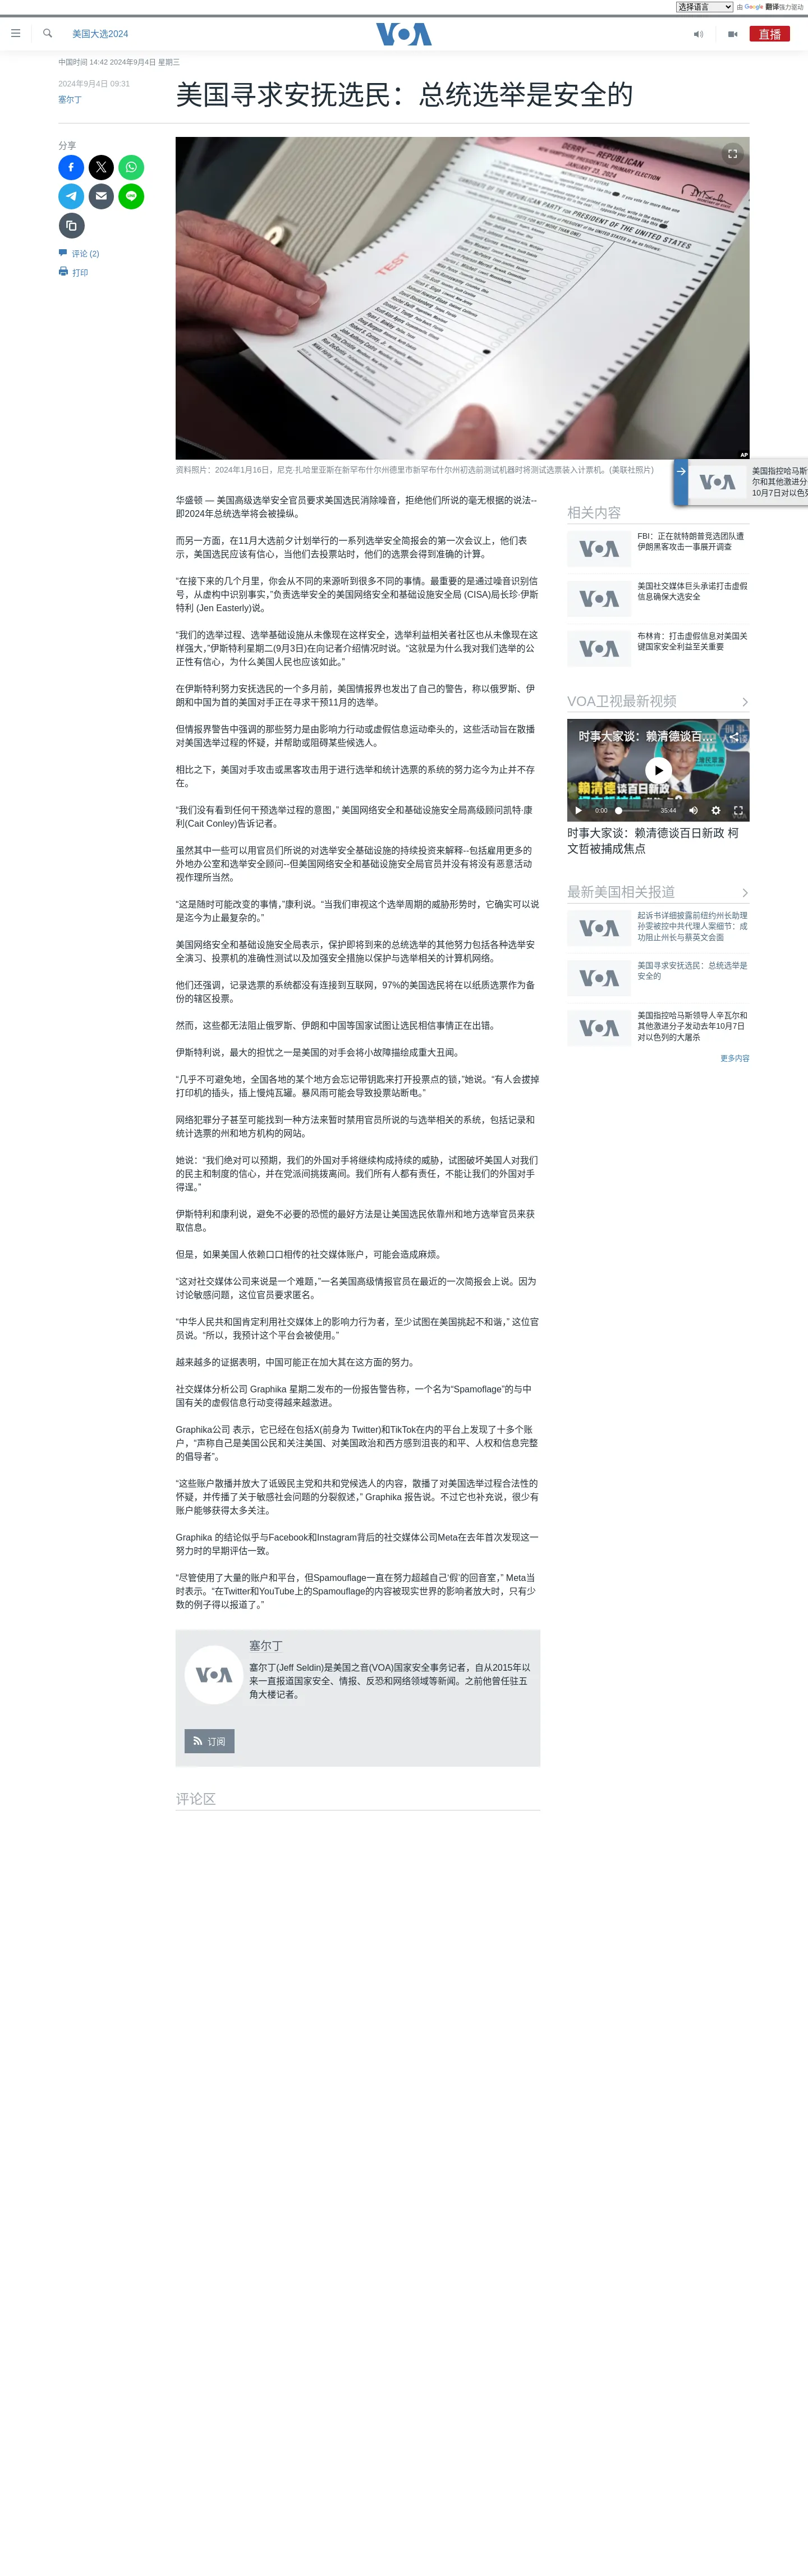 选择语言
由 Google 翻译强力驱动
美国大选2024
VOA
直播
中国时间 14:42 2024年9月4日 星期三
2024年9月4日 09:31
塞尔丁
美国寻求安抚选民：总统选举是安全的
分享
评论 (2)
打印
DERRY — REPUBLICAN
NEW HAMPSHIRE PRESIDENTIAL PRIMARY ELECTION
JANUARY 23, 2024
TEST
AP
资料照片：2024年1月16日，尼克·扎哈里亚斯在新罕布什尔州德里市新罕布什尔州初选前测试机器时将测试选票装入计票机。(美联社照片)
华盛顿 — 美国高级选举安全官员要求美国选民消除噪音，拒绝他们所说的毫无根据的说法--
即2024年总统选举将会被操纵。
而另一方面，在11月大选前夕计划举行的一系列选举安全简报会的第一次会议上，他们表
示，美国选民应该有信心，当他们去投票站时，他们的选票会得到准确的计算。
“在接下来的几个月里，你会从不同的来源听到很多不同的事情。最重要的是通过噪音识别信
号，从虚构中识别事实，”负责选举安全的美国网络安全和基础设施安全局 (CISA)局长珍·伊斯
特利 (Jen Easterly)说。
“我们的选举过程、选举基础设施从未像现在这样安全，选举利益相关者社区也从未像现在这
样强大，”伊斯特利星期二(9月3日)在向记者介绍情况时说。“这就是为什么我对我们选举的公
正性有信心，为什么美国人民也应该如此。”
在伊斯特利努力安抚选民的一个多月前，美国情报界也发出了自己的警告，称以俄罗斯、伊
朗和中国为首的美国对手正在寻求干预11月的选举。
但情报界警告中强调的那些努力是由影响力行动或虚假信息运动牵头的，这些活动旨在散播
对美国选举过程的怀疑，并帮助或阻碍某些候选人。
相比之下，美国对手攻击或黑客攻击用于进行选举和统计选票的系统的努力迄今为止并不存
在。
“我们没有看到任何干预选举过程的意图，” 美国网络安全和基础设施安全局高级顾问凯特·康
利(Cait Conley)告诉记者。
虽然其中一些可以用官员们所说的对选举安全基础设施的持续投资来解释--包括雇用更多的
外地办公室和选举安全顾问--但美国网络安全和基础设施安全局官员并没有将没有恶意活动
视作理所当然。
“这是随时可能改变的事情，”康利说。“当我们审视这个选举周期的威胁形势时，它确实可以说
是迄今为止最复杂的。”
美国网络安全和基础设施安全局表示，保护即将到来的总统选举的其他努力包括各种选举安
全演习、投票机的准确性测试以及加强安全措施以保护与选举相关的计算机网络。
他们还强调，记录选票的系统都没有连接到互联网，97%的美国选民将在以纸质选票作为备
份的辖区投票。
然而，这些都无法阻止俄罗斯、伊朗和中国等国家试图让选民相信事情正在出错。
伊斯特利说，最大的担忧之一是美国的对手会将小故障描绘成重大丑闻。
“几乎不可避免地，全国各地的某个地方会忘记带钥匙来打开投票点的锁，”她说。“有人会拔掉
打印机的插头，插上慢炖瓦罐。暴风雨可能会导致投票站断电。”
网络犯罪分子甚至可能找到一种方法来暂时禁用官员所说的与选举相关的系统，包括记录和
统计选票的州和地方机构的网站。
她说：“我们绝对可以预期，我们的外国对手将继续构成持续的威胁，试图破坏美国人对我们
的民主和制度的信心，并在党派间挑拨离间。我们所有人都有责任，不能让我们的外国对手
得逞。”
伊斯特利和康利说，避免不必要的恐慌的最好方法是让美国选民依靠州和地方选举官员来获
取信息。
但是，如果美国人依赖口口相传的社交媒体账户，可能会造成麻烦。
“这对社交媒体公司来说是一个难题，”一名美国高级情报官员在最近的一次简报会上说。因为
讨论敏感问题，这位官员要求匿名。
“中华人民共和国肯定利用社交媒体上的影响力行为者，至少试图在美国挑起不和谐，” 这位官
员说。“所以，我预计这个平台会被使用。”
越来越多的证据表明，中国可能正在加大其在这方面的努力。
社交媒体分析公司 Graphika 星期二发布的一份报告警告称，一个名为“Spamoflage”的与中
国有关的虚假信息行动变得越来越激进。
Graphika公司 表示，它已经在包括X(前身为 Twitter)和TikTok在内的平台上发现了十多个账
户，“声称自己是美国公民和关注美国、对美国政治和西方感到沮丧的和平、人权和信息完整
的倡导者”。
“这些账户散播并放大了诋毁民主党和共和党候选人的内容，散播了对美国选举过程合法性的
怀疑，并传播了关于敏感社会问题的分裂叙述，” Graphika 报告说。不过它也补充说，很少有
账户能够获得太多关注。
Graphika 的结论似乎与Facebook和Instagram背后的社交媒体公司Meta在去年首次发现这一
努力时的早期评估一致。
“尽管使用了大量的账户和平台，但Spamouflage一直在努力超越自己‘假’的回音室，” Meta当
时表示。“在Twitter和YouTube上的Spamouflage的内容被现实世界的影响者放大时，只有少
数的例子得以报道了。”
塞尔丁
塞尔丁(Jeff Seldin)是美国之音(VOA)国家安全事务记者，自从2015年以
来一直报道国家安全、情报、反恐和网络领域等新闻。之前他曾任驻五
角大楼记者。
订阅
评论区
美国指控哈马斯
尔和其他激进分
10月7日对以色列
相关内容
FBI：正在就特朗普竞选团队遭
伊朗黑客攻击一事展开调查
美国社交媒体巨头承诺打击虚假
信息确保大选安全
布林肯：打击虚假信息对美国关
键国家安全利益至关重要
VOA卫视最新视频
时事大家谈：赖清德谈百...
0:00
35:44
时事大家谈：赖清德谈百日新政 柯
文哲被捕成焦点
最新美国相关报道
起诉书详细披露前纽约州长助理
孙雯被控中共代理人案细节：成
功阻止州长与蔡英文会面
美国寻求安抚选民：总统选举是
安全的
美国指控哈马斯领导人辛瓦尔和
其他激进分子发动去年10月7日
对以色列的大屠杀
更多内容